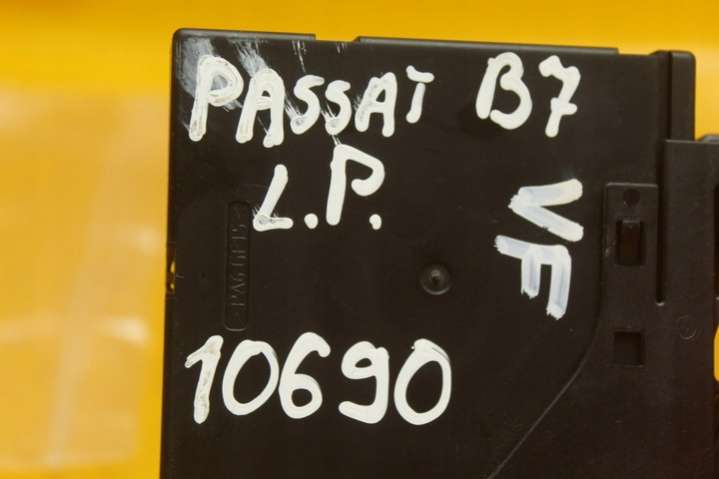 PASSAT B7
L.P.
VF
10690